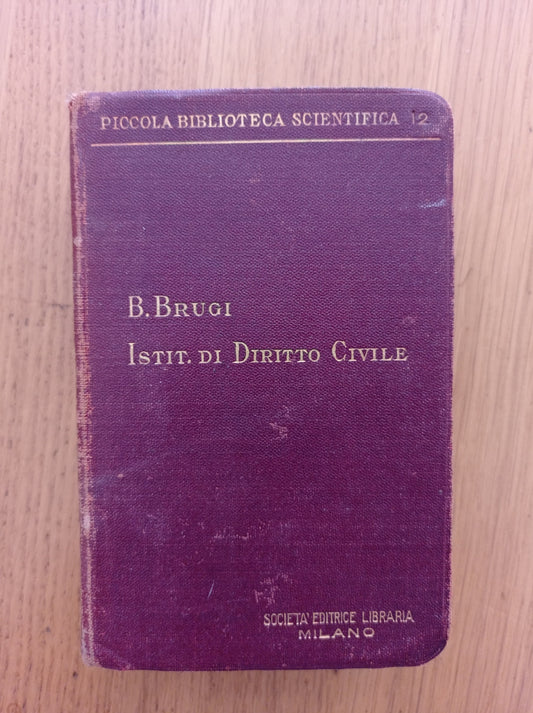 PICCOLA BIBLIOTECA SCIENTIFICA 12
B. BRUGI
ISTIT. DI DIRITTO CIVILE
SOCIETA' EDITRICE LIBRARIA
MILANO